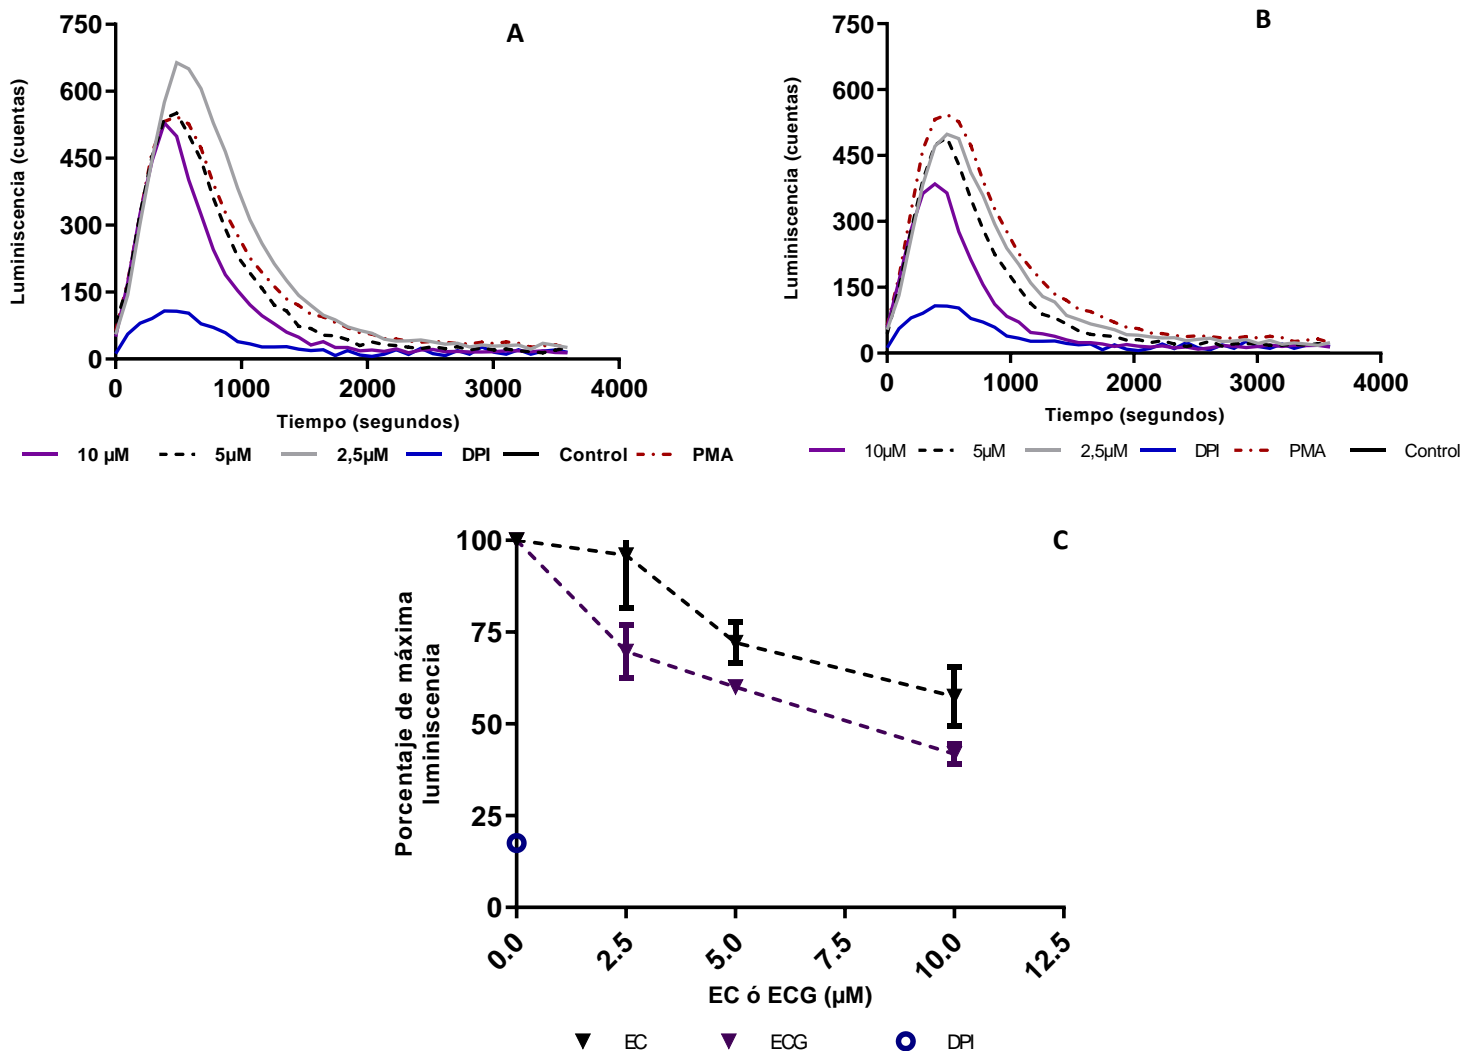 A
750
600
450
300
150
0
Luminiscencia (cuentas)
0 1000 2000 3000 4000
Tiempo (segundos)
10 µM 5µM 2,5µM DPI Control PMA
B
750
600
450
300
150
0
Luminiscencia (cuentas)
0 1000 2000 3000 4000
Tiempo (segundos)
10µM 5µM 2,5µM DPI PMA Control
C
100
75
50
25
0
Porcentaje de máxima
luminiscencia
0.0 2.5 5.0 7.5 10.0 12.5
EC ó ECG (µM)
EC ECG DPI